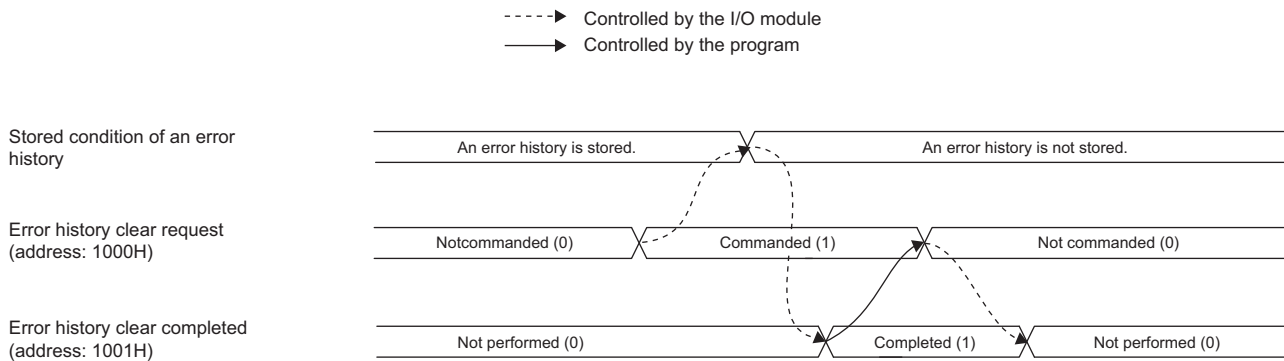 Controlled by the I/O module
Controlled by the program
Stored condition of an error
history
An error history is stored.
An error history is not stored.
Error history clear request
(address: 1000H)
Notcommanded (0)
Commanded (1)
Not commanded (0)
Error history clear completed
(address: 1001H)
Not performed (0)
Completed (1)
Not performed (0)